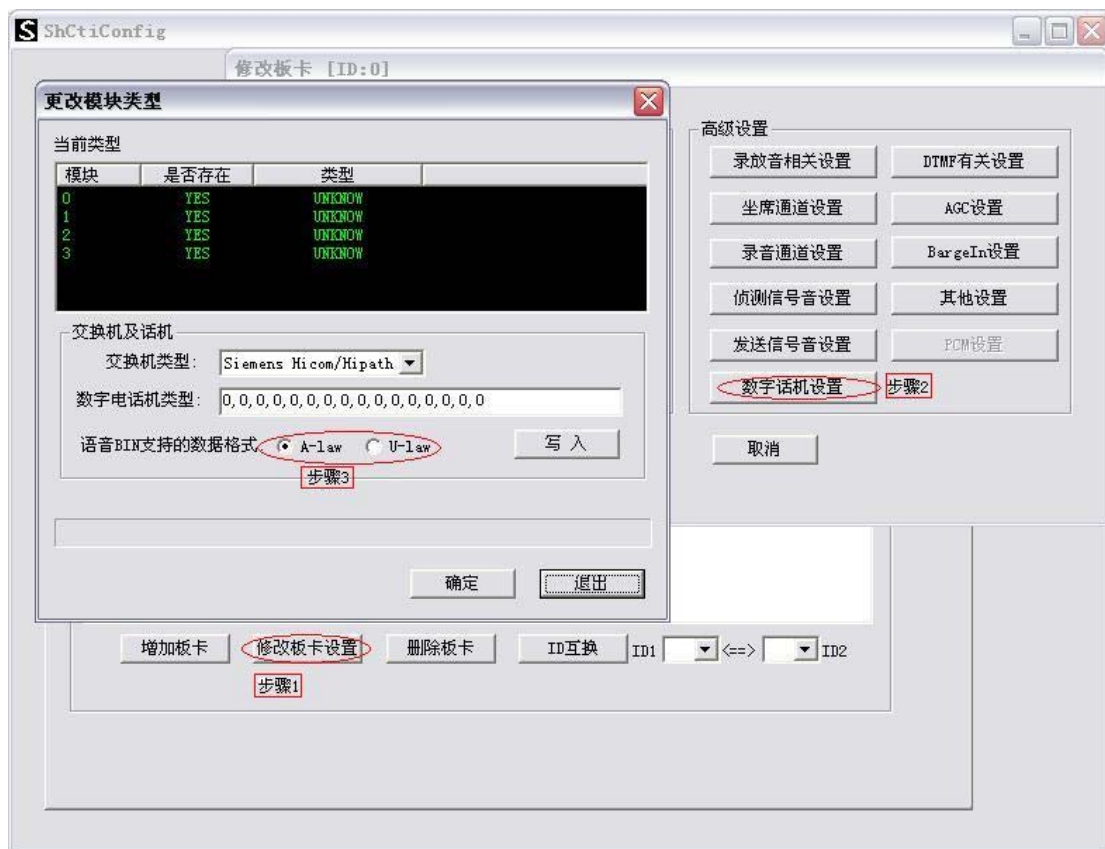 ShCtiConfig
修改板卡 [ID:0]
更改模块类型
当前类型
模块 是否存在 类型
0 YES UNKNOW
1 YES UNKNOW
2 YES UNKNOW
3 YES UNKNOW
交换机及话机
交换机类型: Siemens Hicom/Hipath
数字电话机类型: 0,0,0,0,0,0,0,0,0,0,0,0,0,0,0,0
语音BIN支持的数据格式: A-law U-law 写 入
步骤3
确定 退出
高级设置
录放音相关设置 DTMF有关设置
坐席通道设置 AGC设置
录音通道设置 BargeIn设置
侦测信号音设置 其他设置
发送信号音设置 PCM设置
数字话机设置 步骤2
取消
增加板卡 修改板卡设置 删除板卡 ID互换 ID1 <==> ID2
步骤1